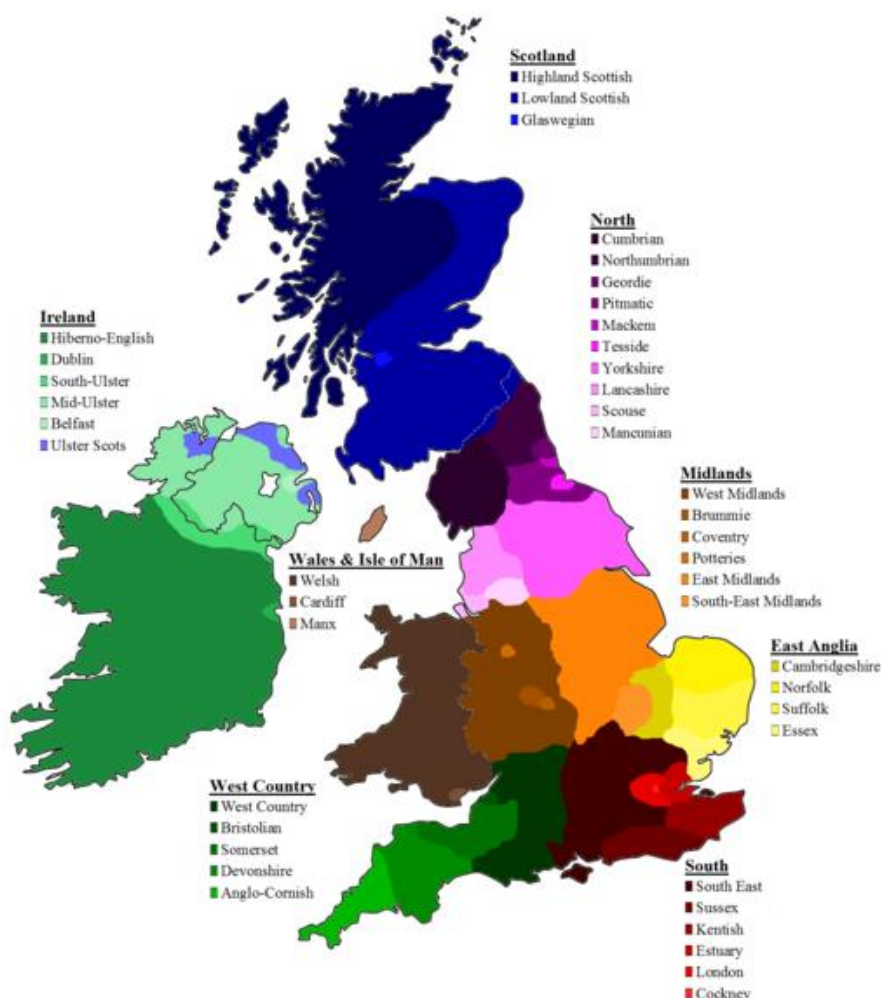 Scotland
Highland Scottish
Lowland Scottish
Glaswegian
North
Cumbrian
Northumbrian
Geordie
Pitmatic
Mackem
Tesside
Yorkshire
Lancashire
Scouse
Mancunian
Ireland
Hiberno-English
Dublin
South-Ulster
Mid-Ulster
Belfast
Ulster Scots
Midlands
West Midlands
Brummie
Coventry
Potteries
East Midlands
South-East Midlands
Wales & Isle of Man
Welsh
Cardiff
Manx
East Anglia
Cambridgeshire
Norfolk
Suffolk
Essex
West Country
West Country
Bristolian
Somerset
Devonshire
Anglo-Cornish
South
South East
Sussex
Kentish
Estuary
London
Cockney